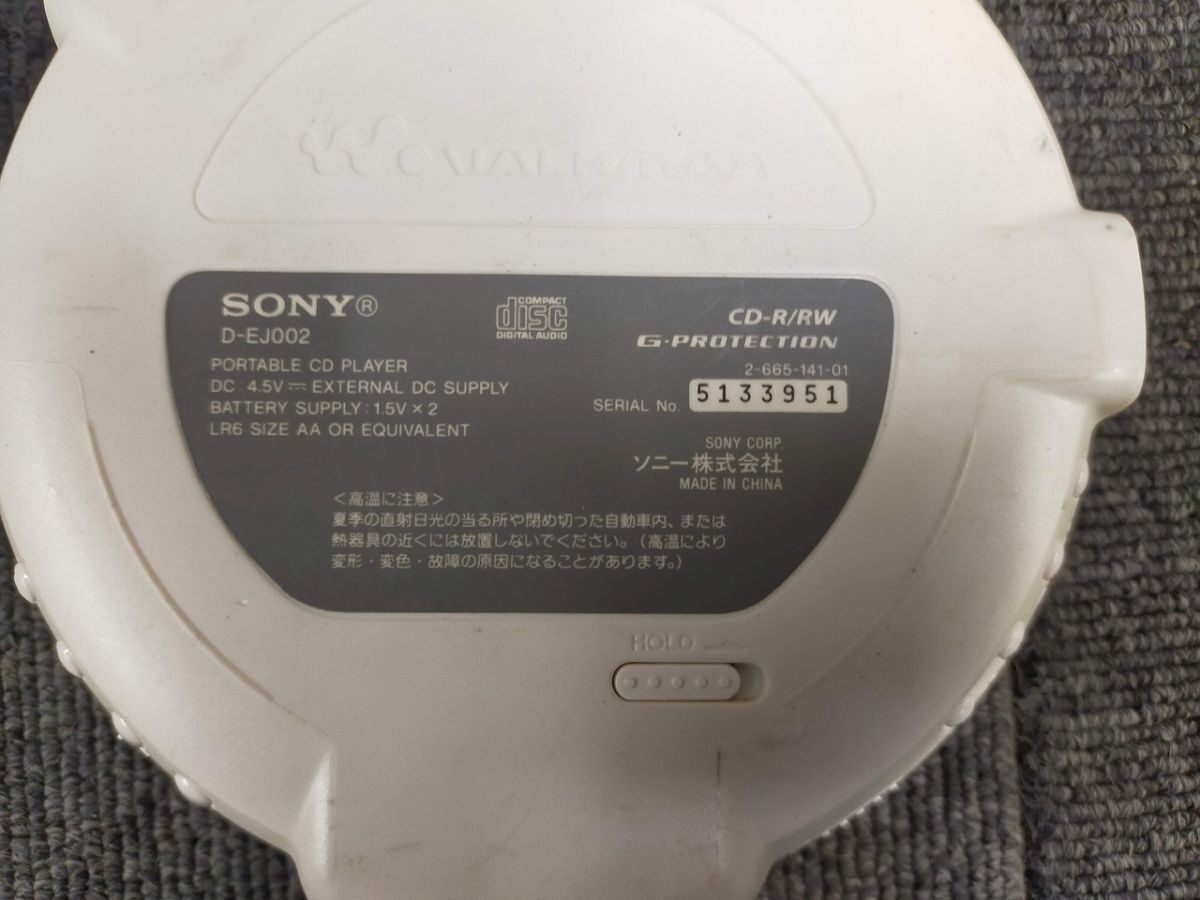 WALKMAN
SONY®
D-EJ002
COMPACT
disc
DIGITAL AUDIO
CD-R/RW
G-PROTECTION
PORTABLE CD PLAYER
DC : 4.5V ⎓ EXTERNAL DC SUPPLY
BATTERY SUPPLY : 1.5V × 2
LR6 SIZE AA OR EQUIVALENT
2-665-141-01
SERIAL No. 5133951
SONY CORP.
ソニー株式会社
MADE IN CHINA
<高温に注意>
夏季の直射日光の当る所や閉め切った自動車内、または
熱器具の近くには放置しないでください。(高温により
変形・変色・故障の原因になることがあります。)
HOLD